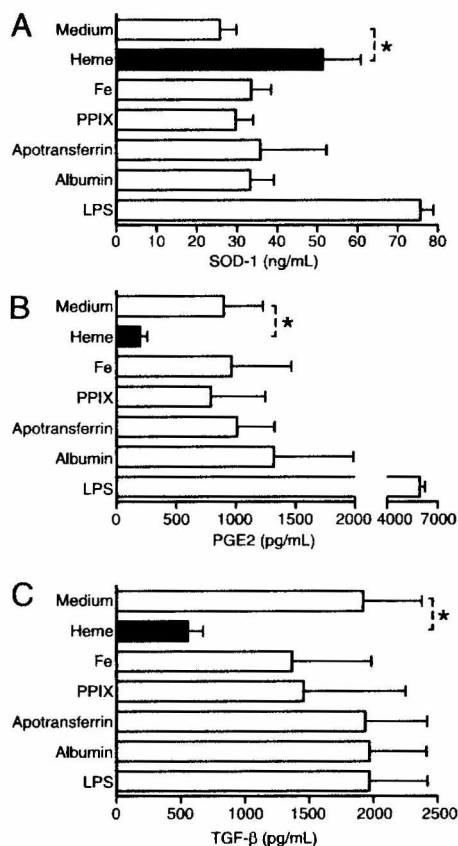 A
Medium
*
Heme
Fe
PPIX
Apotransferrin
Albumin
LPS
0 10 20 30 40 50 60 70 80
SOD-1 (ng/mL)
B
Medium
*
Heme
Fe
PPIX
Apotransferrin
Albumin
LPS
0 500 1000 1500 2000 4000 7000
PGE2 (pg/mL)
C
Medium
*
Heme
Fe
PPIX
Apotransferrin
Albumin
LPS
0 500 1000 1500 2000 2500
TGF-β (pg/mL)